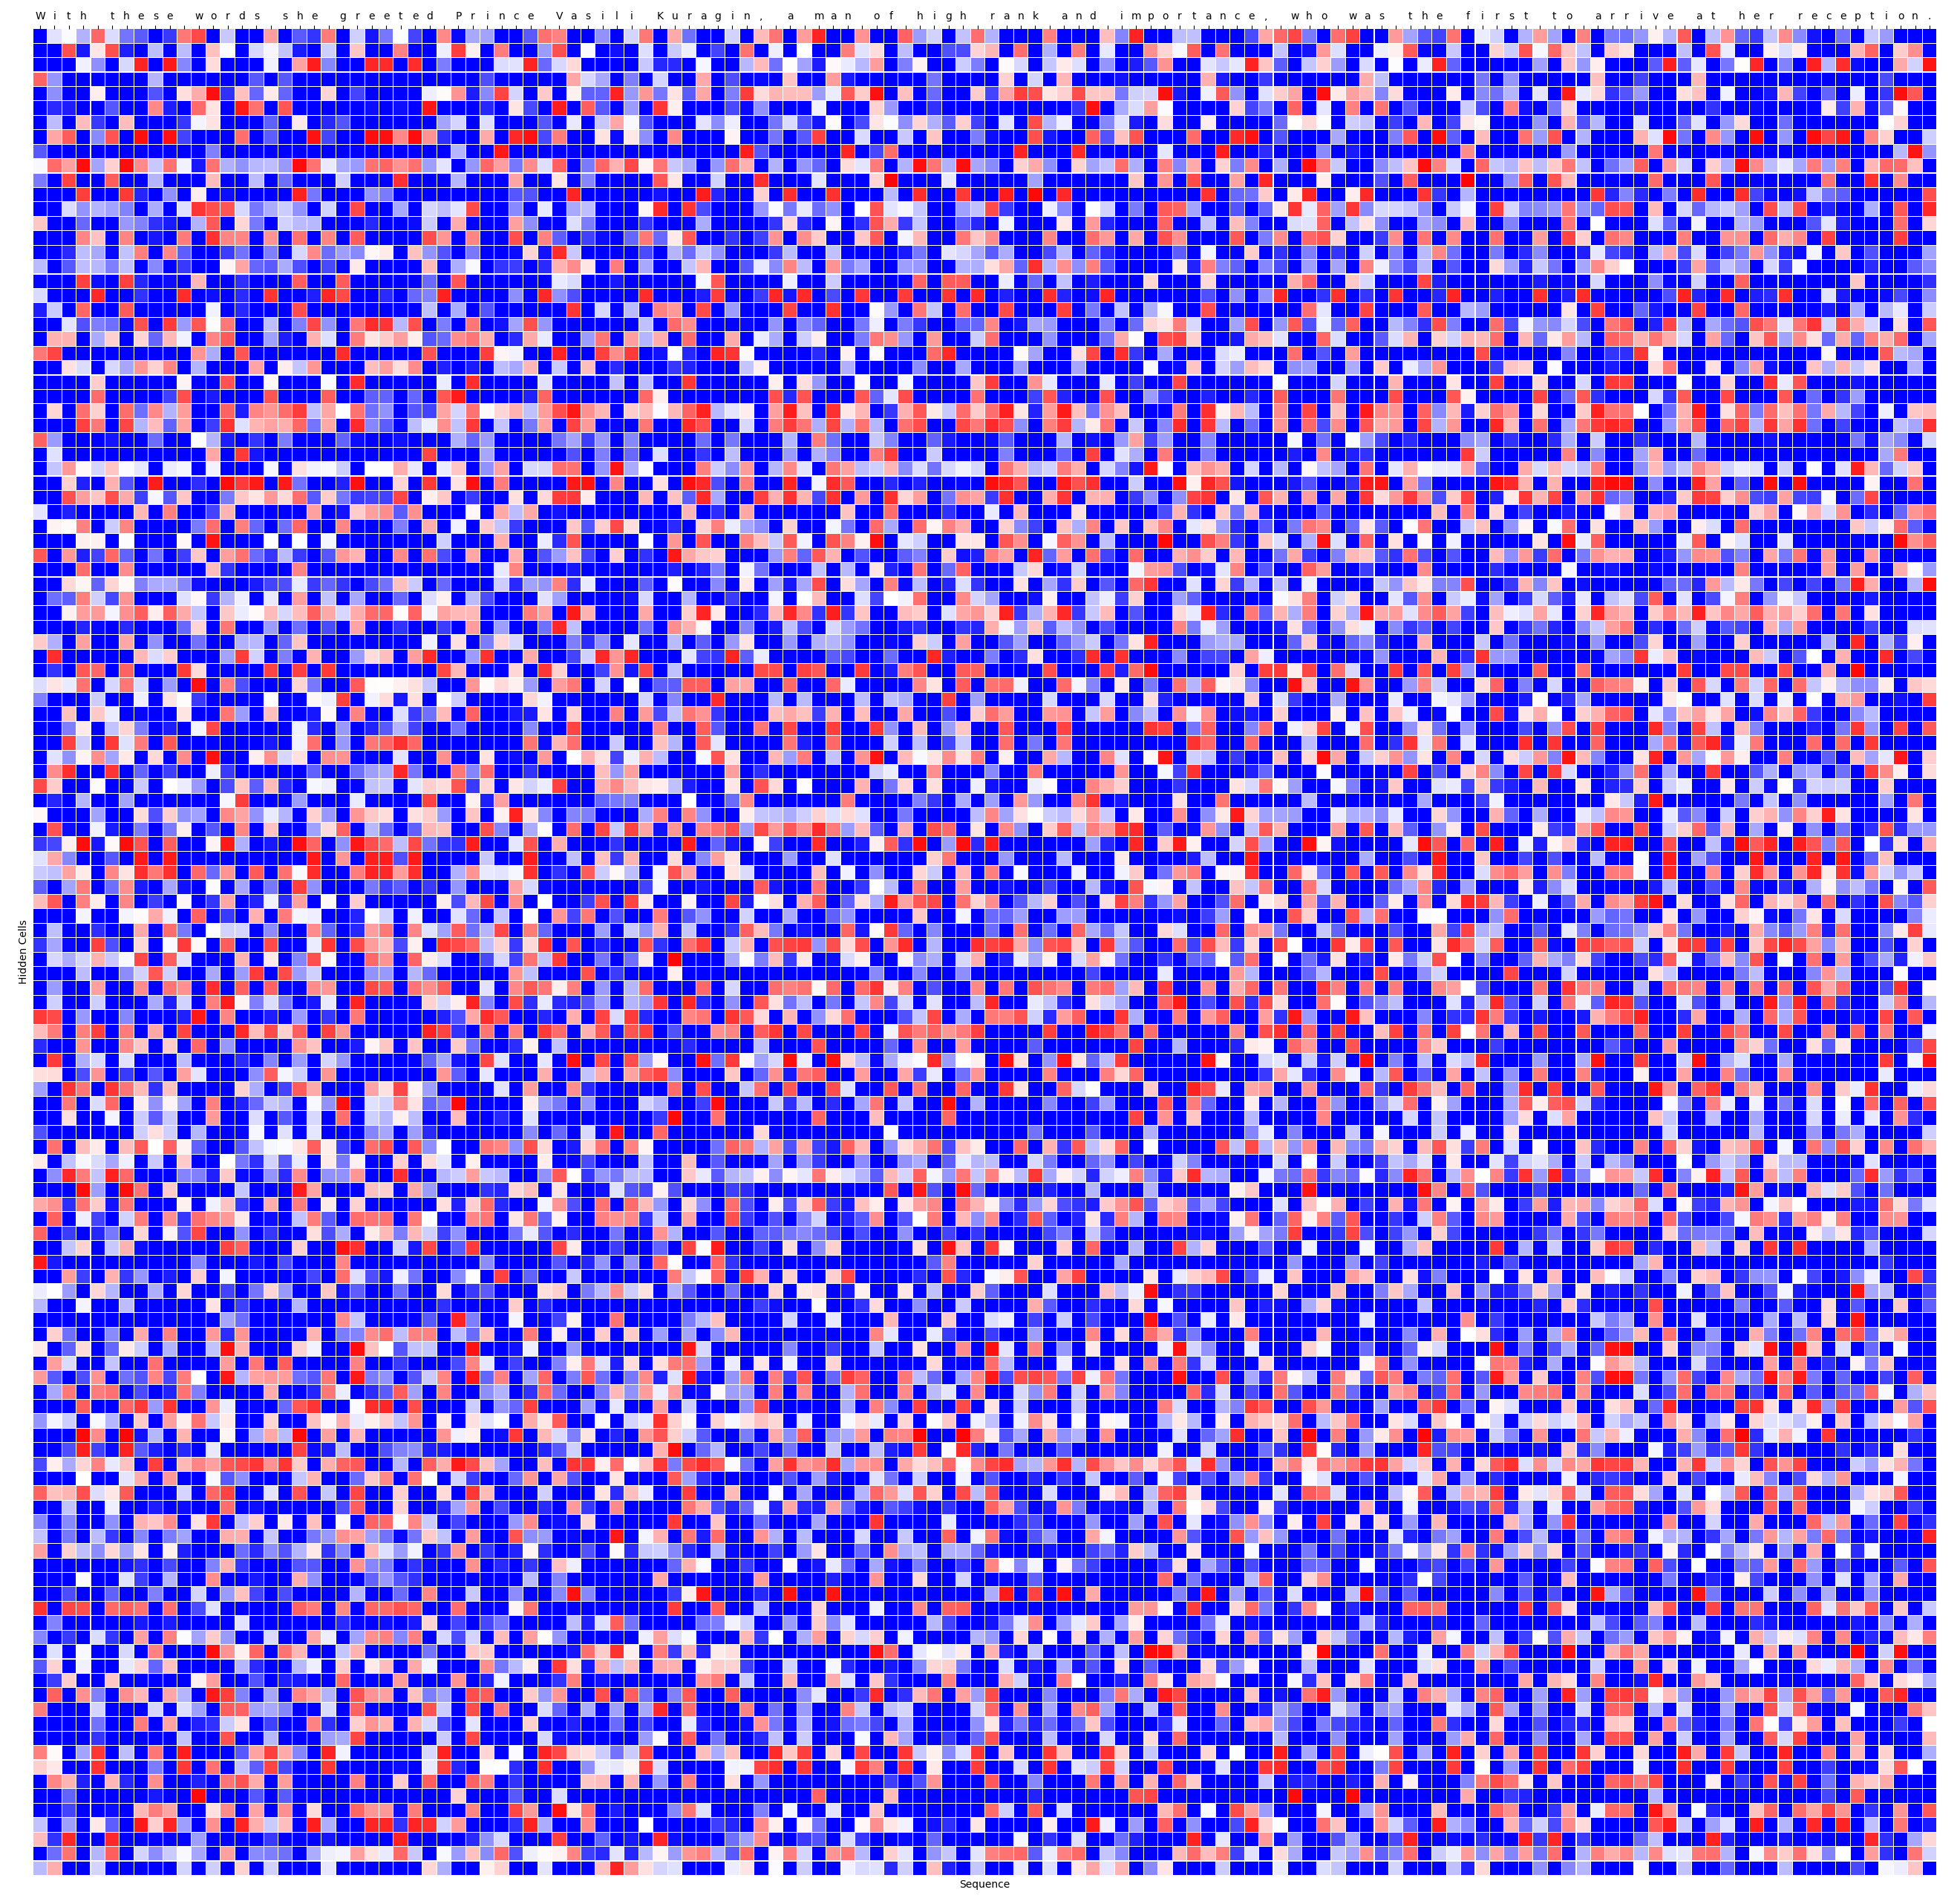 With these words she greeted Prince Vasili Kuragin, a man of high rank and importance, who was the first to arrive at her reception.
Hidden Cells
Sequence